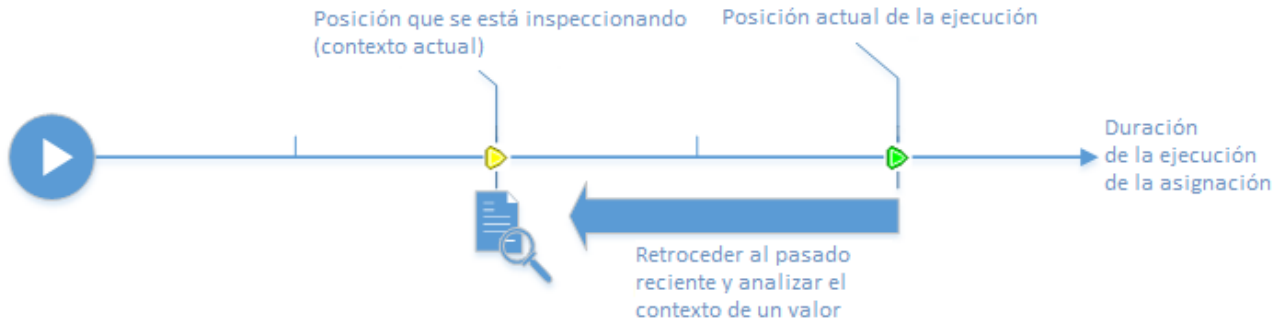 Posición que se está inspeccionando
(contexto actual)
Posición actual de la ejecución
Duración
de la ejecución
de la asignación
Retroceder al pasado
reciente y analizar el
contexto de un valor